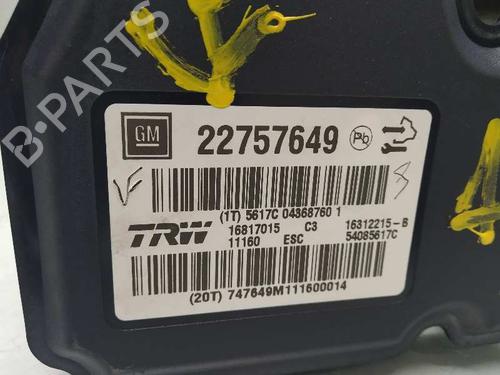 B-PARTS
GM 22757649 Pb
(1T) 5617C 04368760 1
TRW 16817015 C3 16312215-B
11160 ESC 54085617C
(20T) 747649M111600014